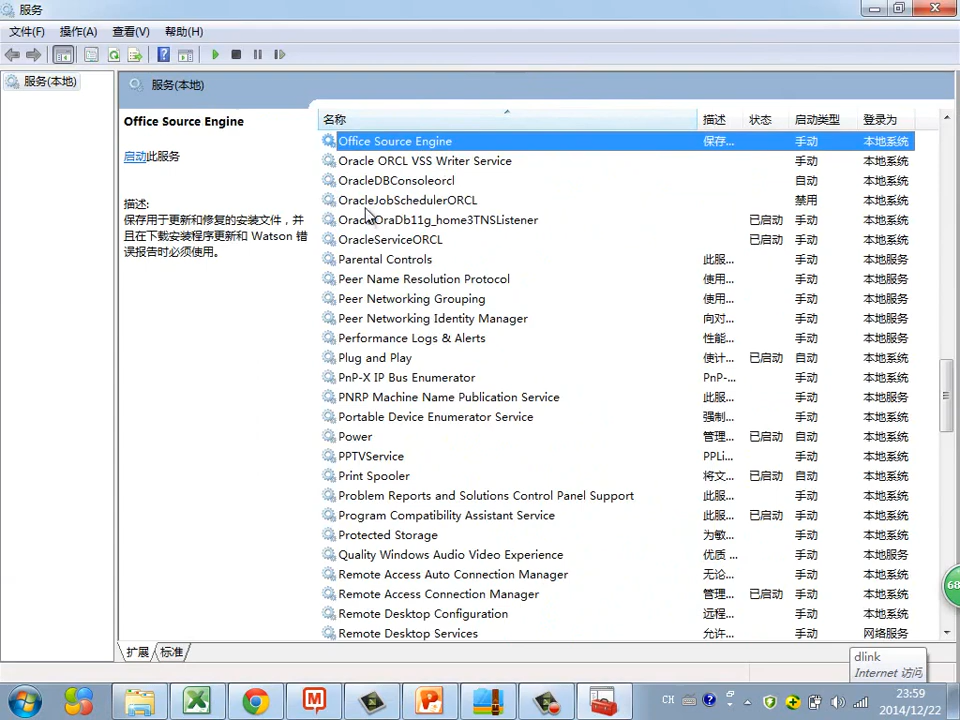 服务
文件(F) 操作(A) 查看(V) 帮助(H)
服务(本地)
服务(本地)
Office Source Engine
启动此服务
描述:
保存用于更新和修复的安装文件，并
且在下载安装程序更新和 Watson 错
误报告时必须使用。
名称 描述 状态 启动类型 登录为
Office Source Engine 保存... 手动 本地系统
Oracle ORCL VSS Writer Service 手动 本地系统
OracleDBConsoleorcl 自动 本地系统
OracleJobSchedulerORCL 禁用 本地系统
OracleOraDb11g_home3TNSListener 已启动 手动 本地系统
OracleServiceORCL 已启动 手动 本地系统
Parental Controls 此服... 手动 本地服务
Peer Name Resolution Protocol 使用... 手动 本地服务
Peer Networking Grouping 使用... 手动 本地服务
Peer Networking Identity Manager 向对... 手动 本地服务
Performance Logs & Alerts 性能... 手动 本地服务
Plug and Play 使计... 已启动 自动 本地系统
PnP-X IP Bus Enumerator PnP-... 手动 本地系统
PNRP Machine Name Publication Service 此服... 手动 本地服务
Portable Device Enumerator Service 强制... 手动 本地系统
Power 管理... 已启动 自动 本地系统
PPTVService PPLi... 手动 本地系统
Print Spooler 将文... 已启动 自动 本地系统
Problem Reports and Solutions Control Panel Support 此服... 手动 本地系统
Program Compatibility Assistant Service 此服... 已启动 手动 本地系统
Protected Storage 为敏... 手动 本地系统
Quality Windows Audio Video Experience 优质 ... 手动 本地服务
Remote Access Auto Connection Manager 无论... 手动 本地系统
Remote Access Connection Manager 管理... 已启动 手动 本地系统
Remote Desktop Configuration 远程... 手动 本地系统
Remote Desktop Services 允许... 手动 网络服务
68
扩展 标准
dlink
Internet 访问
CH
23:59
2014/12/22